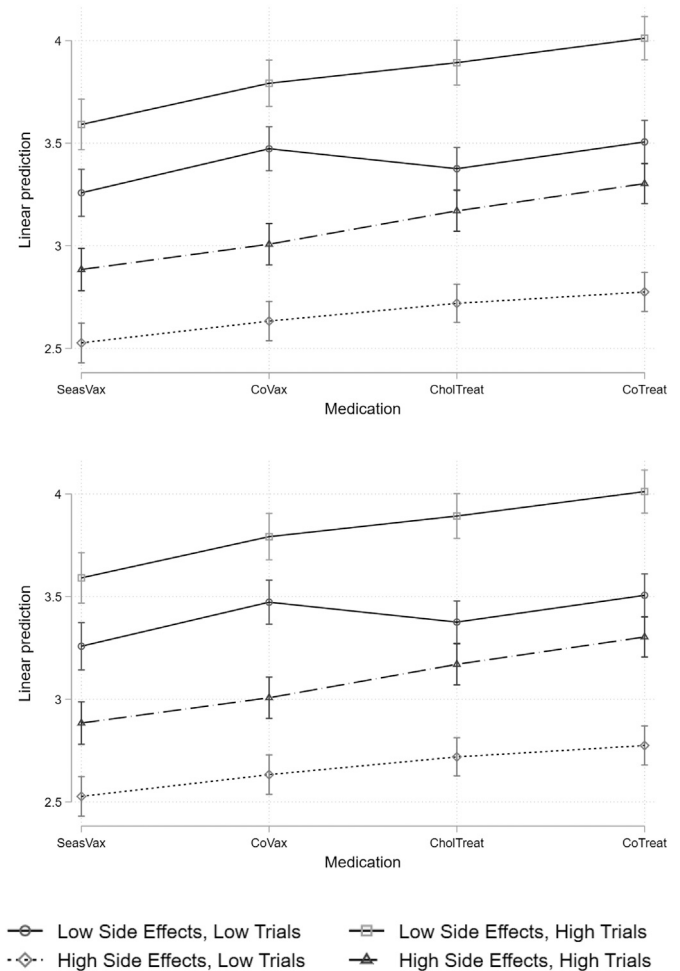 4
3.5
3
2.5
Linear prediction
SeasVax CoVax CholTreat CoTreat
Medication
4
3.5
3
2.5
Linear prediction
SeasVax CoVax CholTreat CoTreat
Medication
Low Side Effects, Low Trials Low Side Effects, High Trials
High Side Effects, Low Trials High Side Effects, High Trials